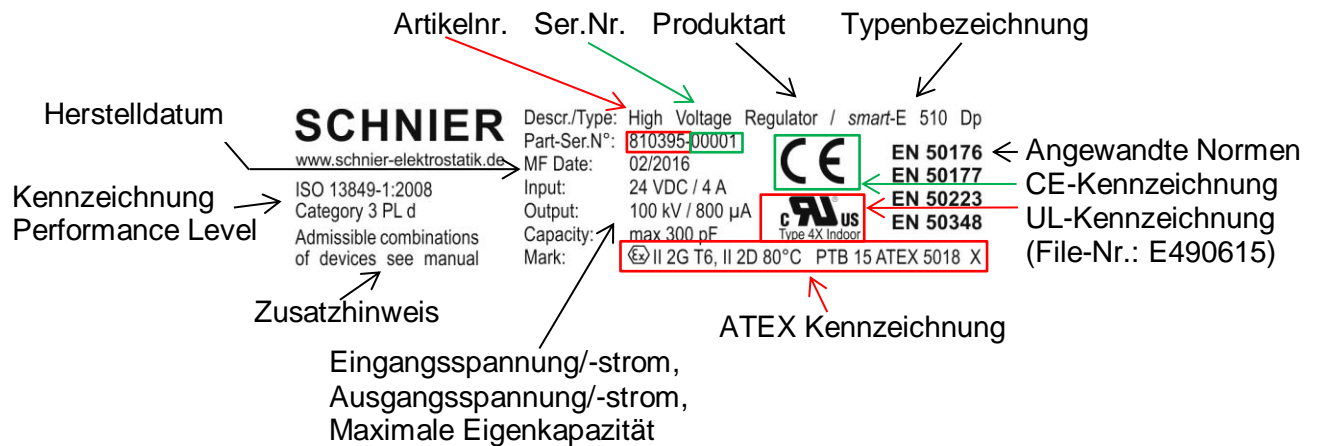 Artikelnr. Ser.Nr. Produktart Typenbezeichnung
Herstelldatum
Kennzeichnung
Performance Level
SCHNIER
www.schnier-elektrostatik.de
ISO 13849-1:2008
Category 3 PL d
Admissible combinations
of devices see manual
Descr./Type: High Voltage Regulator / smart-E 510 Dp
Part-Ser.N°: 810395-00001
MF Date: 02/2016
Input: 24 VDC / 4 A
Output: 100 kV / 800 µA
Capacity: max 300 pF
Mark: Ex II 2G T6, II 2D 80°C PTB 15 ATEX 5018 X
CE
c RU US
Type 4X Indoor
EN 50176
EN 50177
EN 50223
EN 50348
Angewandte Normen
CE-Kennzeichnung
UL-Kennzeichnung
(File-Nr.: E490615)
Zusatzhinweis
ATEX Kennzeichnung
Eingangsspannung/-strom,
Ausgangsspannung/-strom,
Maximale Eigenkapazität